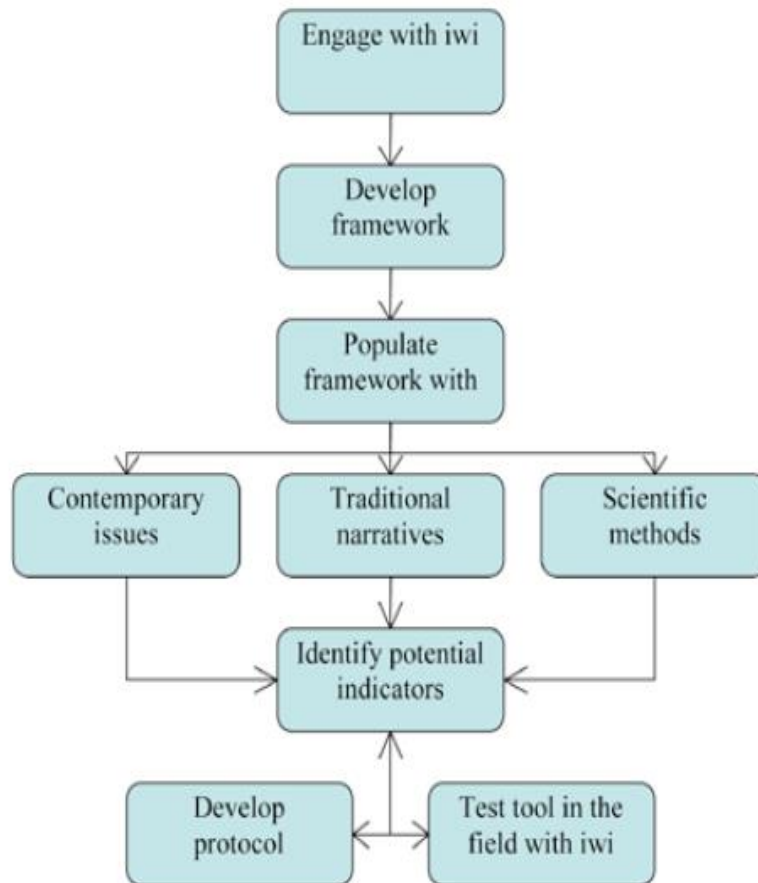 Engage with iwi
Develop
framework
Populate
framework with
Contemporary
issues
Traditional
narratives
Scientific
methods
Identify potential
indicators
Develop
protocol
Test tool in the
field with iwi